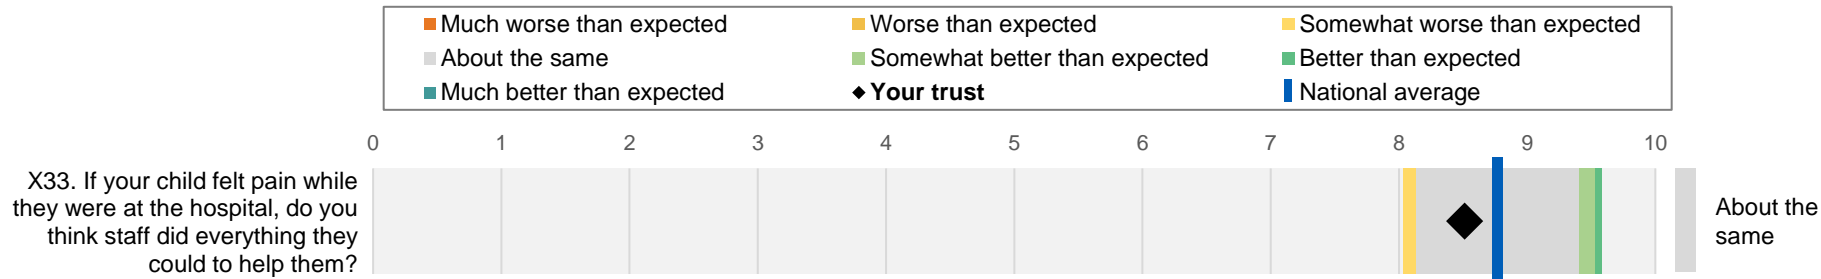 Much worse than expected
Worse than expected
Somewhat worse than expected
About the same
Somewhat better than expected
Better than expected
Much better than expected
Your trust
National average
0 1 2 3 4 5 6 7 8 9 10
X33. If your child felt pain while
they were at the hospital, do you
think staff did everything they
could to help them?
About the
same